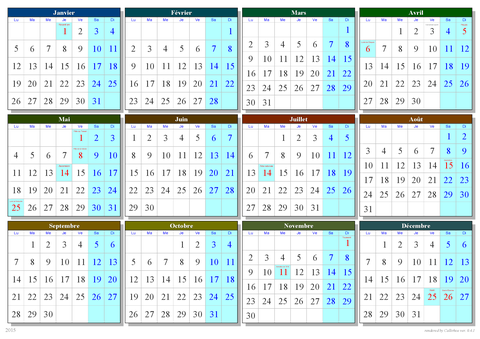 Janvier
Lu Ma Me Je Ve Sa Di
1 2 3 4
5 6 7 8 9 10 11
12 13 14 15 16 17 18
19 20 21 22 23 24 25
26 27 28 29 30 31
Février
Lu Ma Me Je Ve Sa Di
1
2 3 4 5 6 7 8
9 10 11 12 13 14 15
16 17 18 19 20 21 22
23 24 25 26 27 28
Mars
Lu Ma Me Je Ve Sa Di
1
2 3 4 5 6 7 8
9 10 11 12 13 14 15
16 17 18 19 20 21 22
23 24 25 26 27 28 29
30 31
Avril
Lu Ma Me Je Ve Sa Di
1 2 3 4 5
6 7 8 9 10 11 12
13 14 15 16 17 18 19
20 21 22 23 24 25 26
27 28 29 30
Mai
Lu Ma Me Je Ve Sa Di
1 2 3
4 5 6 7 8 9 10
11 12 13 14 15 16 17
18 19 20 21 22 23 24
25 26 27 28 29 30 31
Juin
Lu Ma Me Je Ve Sa Di
1 2 3 4 5 6 7
8 9 10 11 12 13 14
15 16 17 18 19 20 21
22 23 24 25 26 27 28
29 30
Juillet
Lu Ma Me Je Ve Sa Di
1 2 3 4 5
6 7 8 9 10 11 12
13 14 15 16 17 18 19
20 21 22 23 24 25 26
27 28 29 30 31
Août
Lu Ma Me Je Ve Sa Di
1 2
3 4 5 6 7 8 9
10 11 12 13 14 15 16
17 18 19 20 21 22 23
24 25 26 27 28 29 30
31
Septembre
Lu Ma Me Je Ve Sa Di
1 2 3 4 5 6
7 8 9 10 11 12 13
14 15 16 17 18 19 20
21 22 23 24 25 26 27
28 29 30
Octobre
Lu Ma Me Je Ve Sa Di
1 2 3 4
5 6 7 8 9 10 11
12 13 14 15 16 17 18
19 20 21 22 23 24 25
26 27 28 29 30 31
Novembre
Lu Ma Me Je Ve Sa Di
1
2 3 4 5 6 7 8
9 10 11 12 13 14 15
16 17 18 19 20 21 22
23 24 25 26 27 28 29
30
Décembre
Lu Ma Me Je Ve Sa Di
1 2 3 4 5 6
7 8 9 10 11 12 13
14 15 16 17 18 19 20
21 22 23 24 25 26 27
28 29 30 31
2015